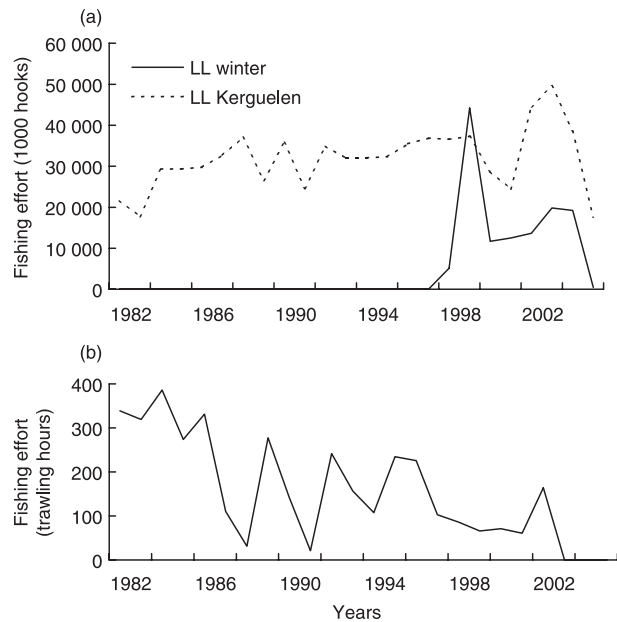 (a)
60 000
50 000
40 000
30 000
20 000
10 000
0
Fishing effort (1000 hooks)
LL winter
LL Kerguelen
1982 1986 1990 1994 1998 2002
(b)
400
300
200
100
0
Fishing effort
(trawling hours)
1982 1986 1990 1994 1998 2002
Years